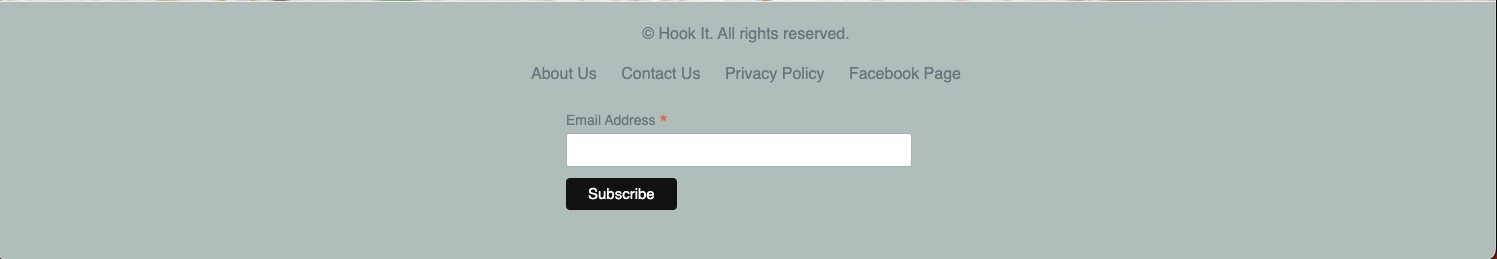 © Hook It. All rights reserved.
About Us Contact Us Privacy Policy Facebook Page
Email Address *
Subscribe